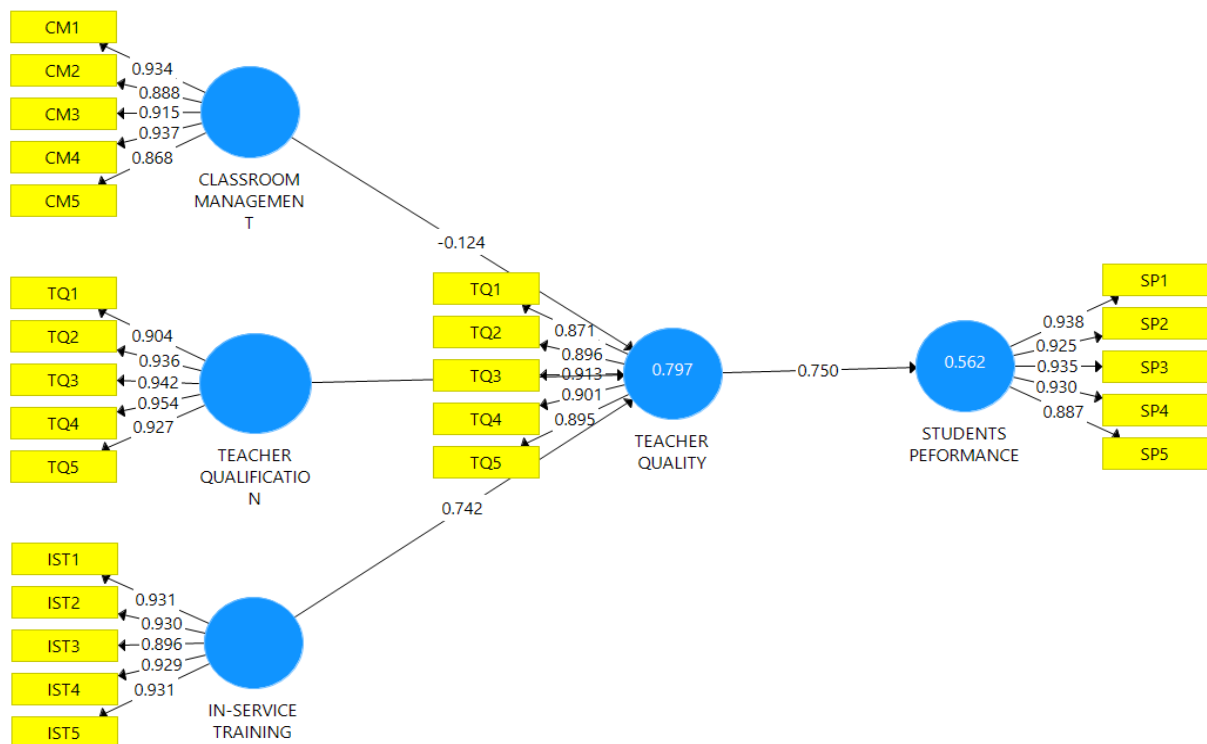 CM1
CM2
CM3
CM4
CM5
0.934
0.888
0.915
0.937
0.868
CLASSROOM
MANAGEMEN
T
-0.124
TQ1
TQ2
TQ3
TQ4
TQ5
0.904
0.936
0.942
0.954
0.927
TEACHER
QUALIFICATIO
N
TQ1
TQ2
TQ3
TQ4
TQ5
0.871
0.896
0.913
0.901
0.895
0.797
TEACHER
QUALITY
0.750
0.562
STUDENTS
PEFORMANCE
0.938
0.925
0.935
0.930
0.887
SP1
SP2
SP3
SP4
SP5
0.742
IST1
IST2
IST3
IST4
IST5
0.931
0.930
0.896
0.929
0.931
IN-SERVICE
TRAINING